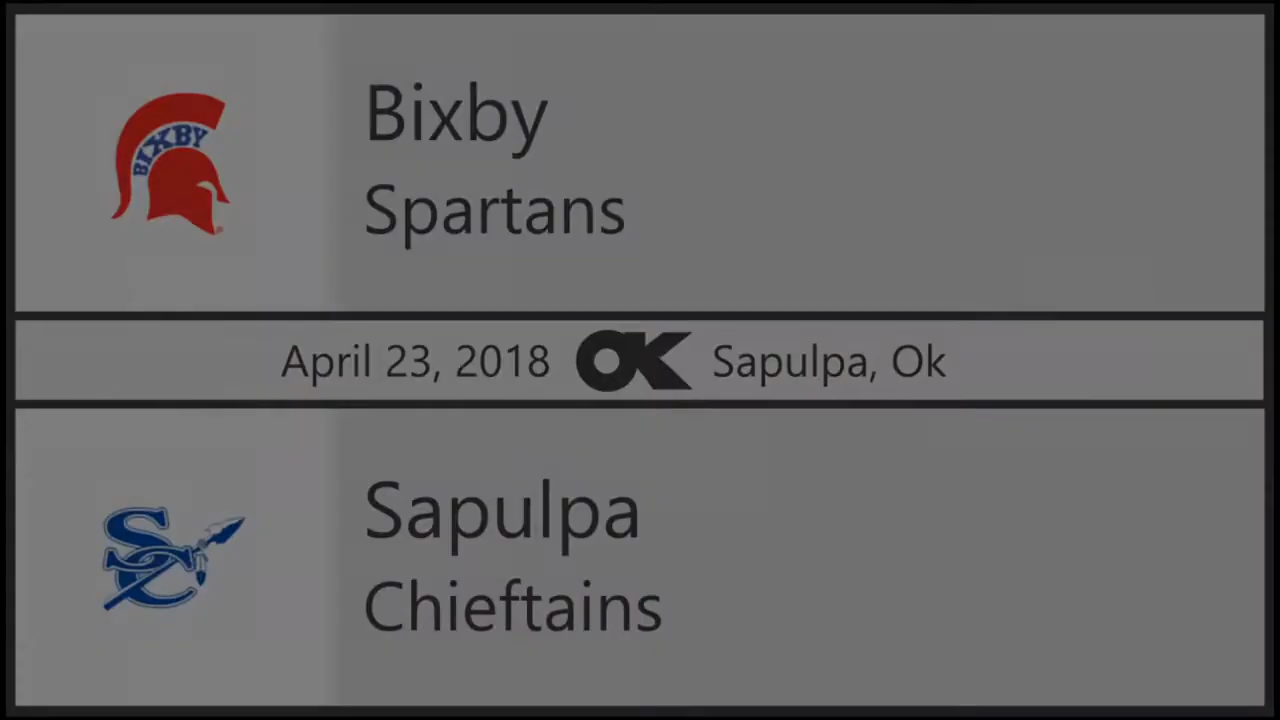 BIXBY
Bixby
Spartans
April 23, 2018 OK Sapulpa, Ok
Sapulpa
Chieftains
SC